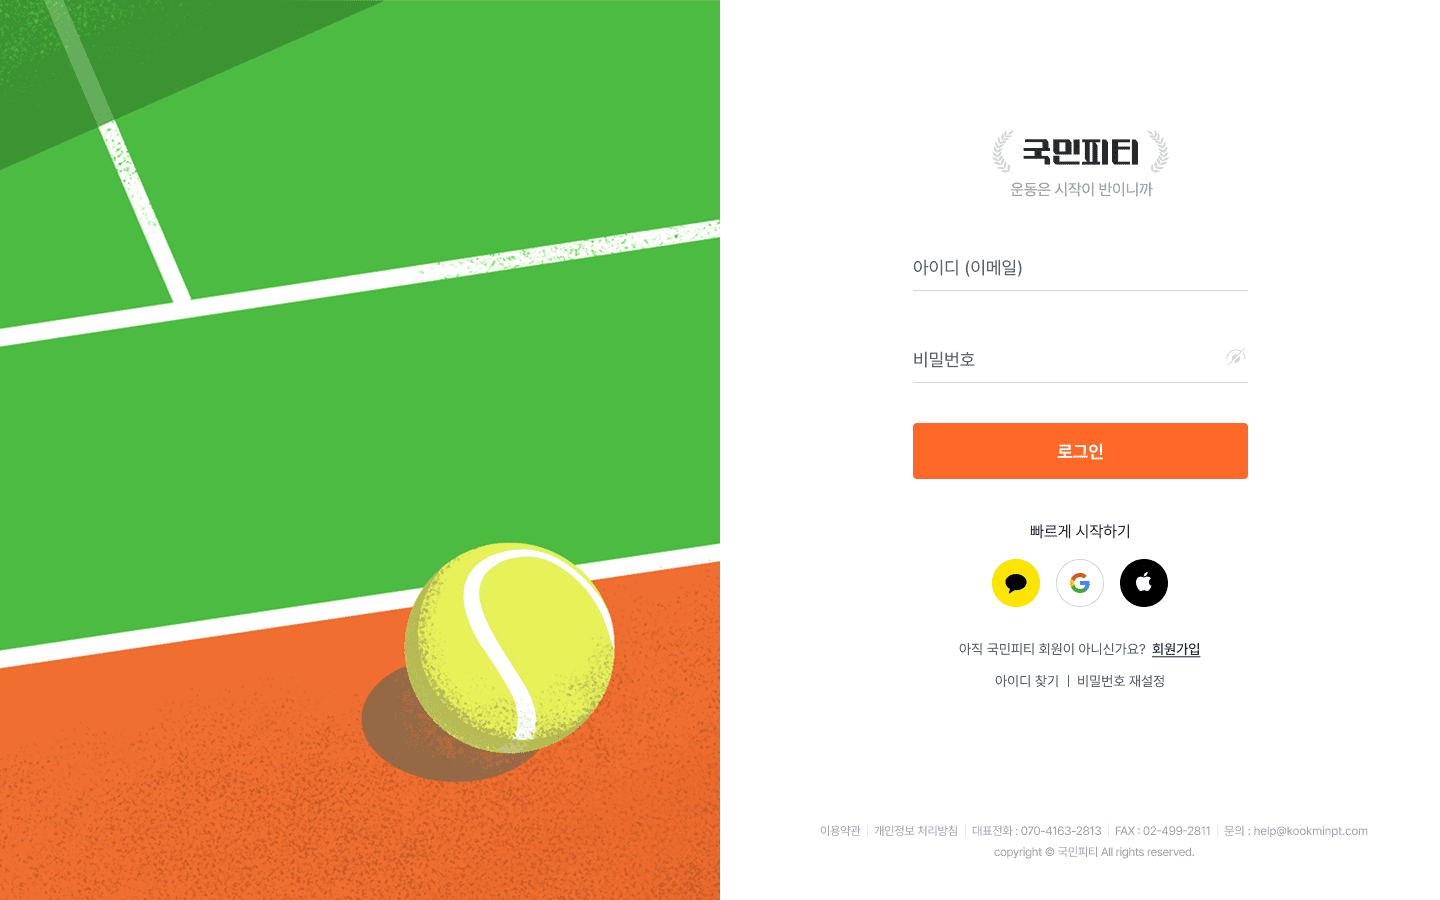 국민피티
운동은 시작이 반이니까
아이디 (이메일)
비밀번호
로그인
빠르게 시작하기
아직 국민피티 회원이 아니신가요? 회원가입
아이디 찾기 | 비밀번호 재설정
이용약관 | 개인정보 처리방침 | 대표전화 : 070-4163-2813 | FAX : 02-499-2811 | 문의 : help@kookminpt.com
copyright © 국민피티 All rights reserved.